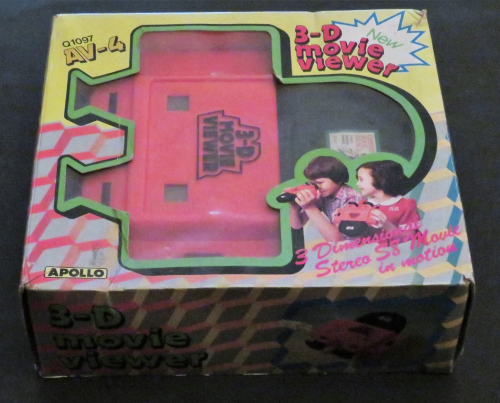 Q1097
AV-4
3-D
movie
viewer
New
3-D
MOVIE
VIEWER
3 Dimensional
Stereo S8 Movie
in motion
APOLLO
3-D
movie
viewer